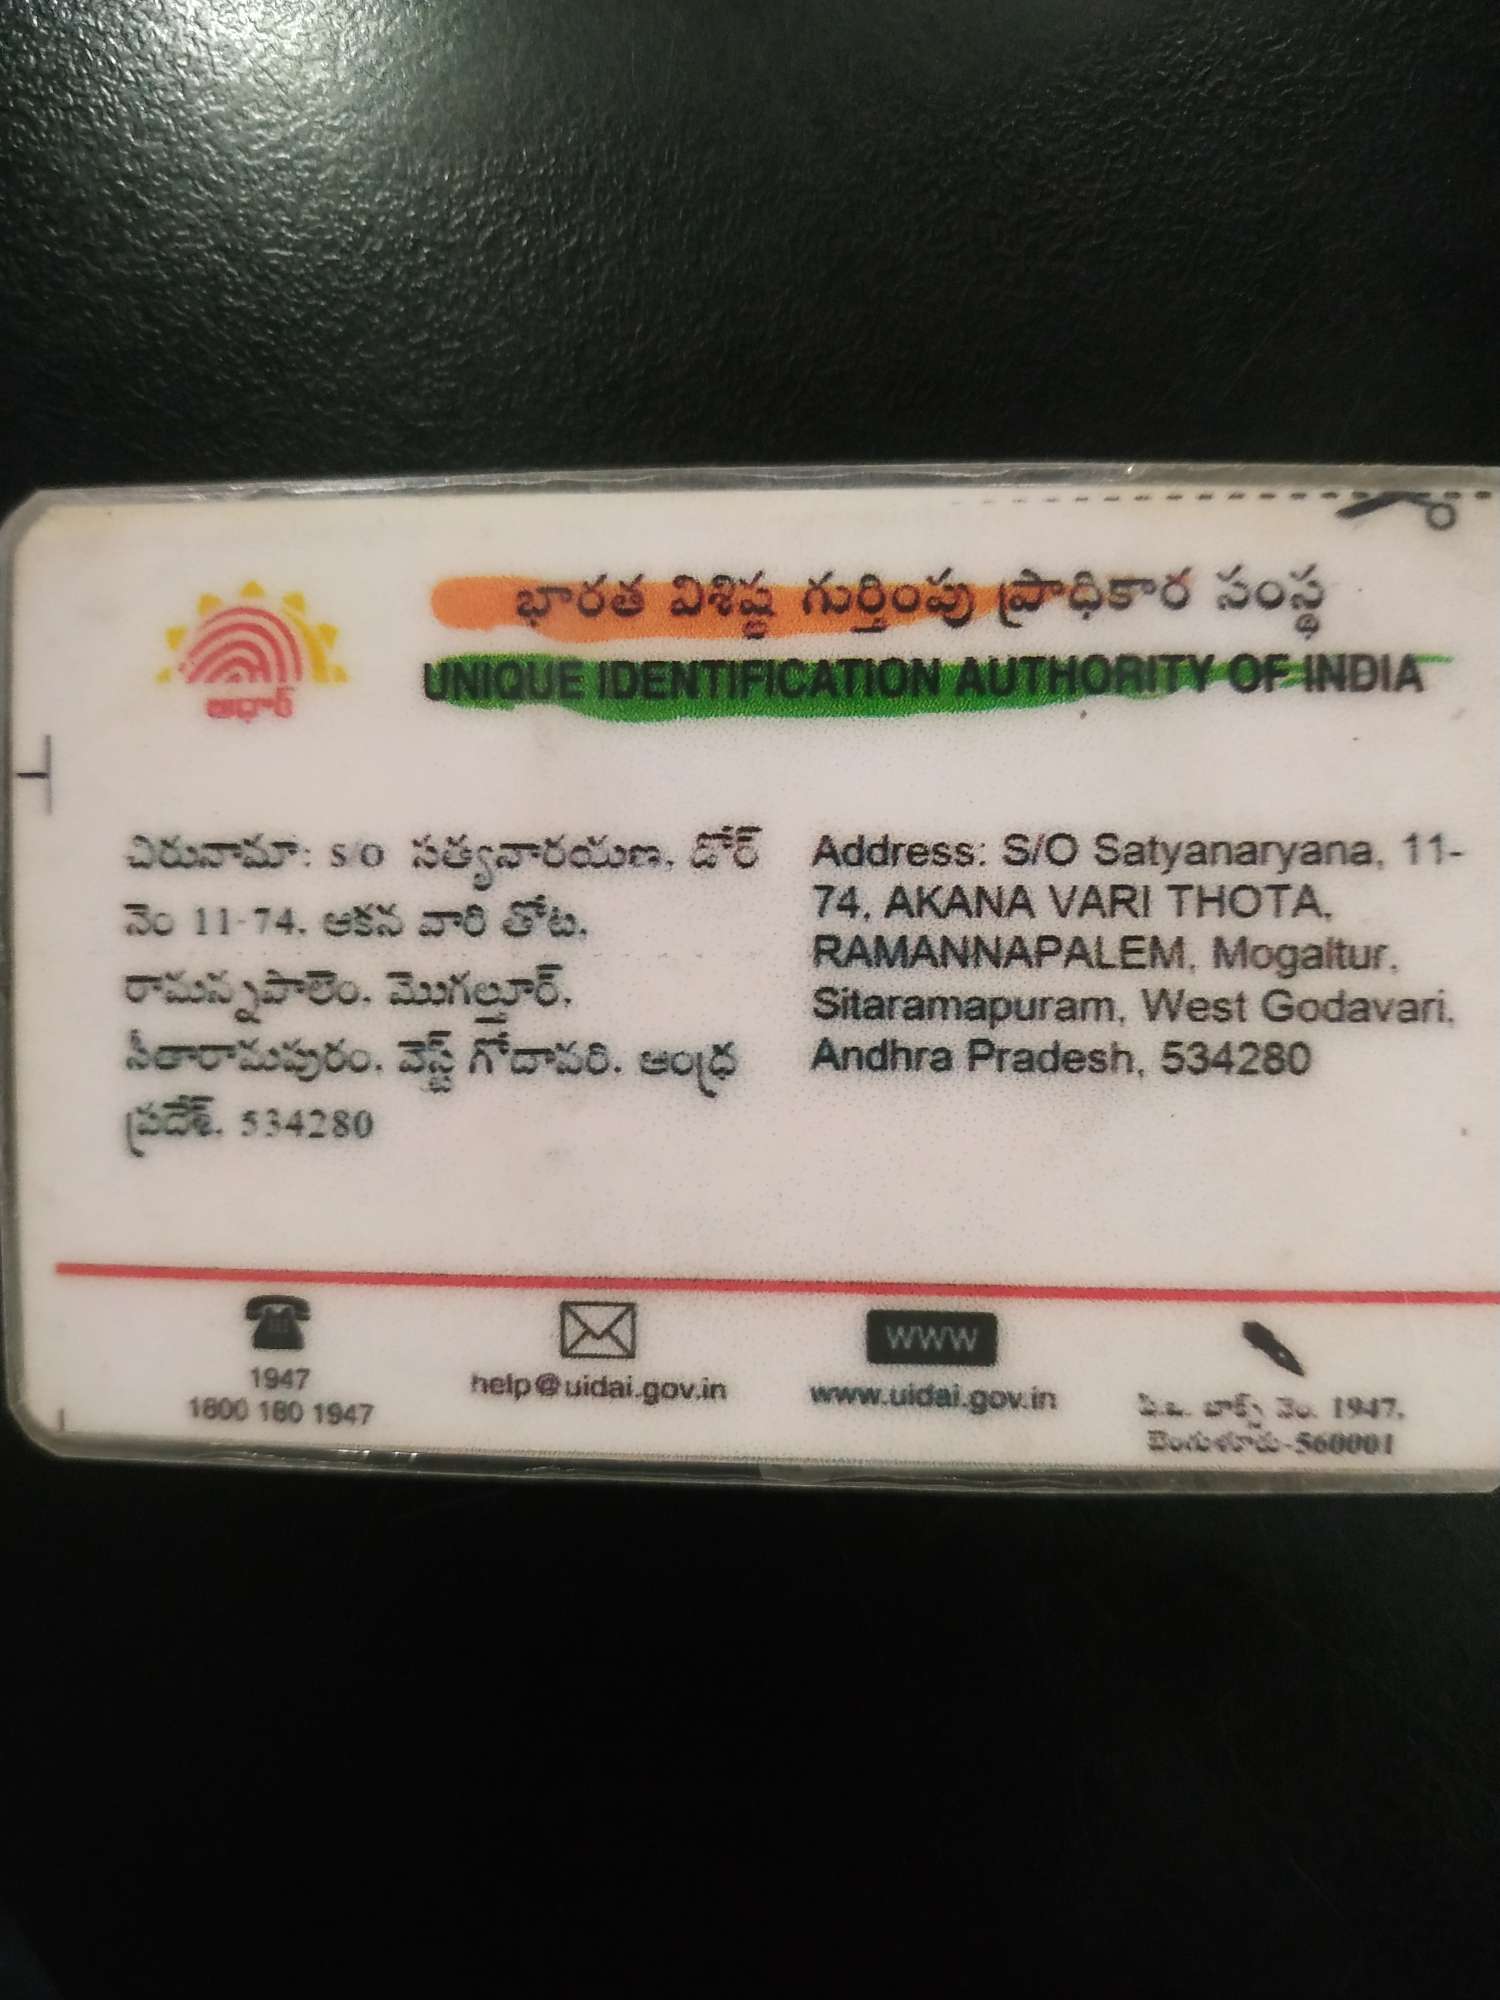 భారత విశిష్ట గుర్తింపు ప్రాధికార సంస్థ
UNIQUE IDENTIFICATION AUTHORITY OF INDIA
ఆధార్
చిరునామా: S/O సత్యనారయణ, డోర్
నెం 11-74, ఆకన వారి తోట,
రామన్నపాలెం, మొగల్తూర్,
సీతారామపురం, వెస్ట్ గోదావరి, ఆంధ్ర
ప్రదేశ్, 534280
Address: S/O Satyanaryana, 11-
74, AKANA VARI THOTA,
RAMANNAPALEM, Mogaltur,
Sitaramapuram, West Godavari,
Andhra Pradesh, 534280
1947
1800 180 1947
help@uidai.gov.in
WWW
www.uidai.gov.in
పి.ఒ. బాక్స్ నెం. 1947,
బెంగుళూరు-560001